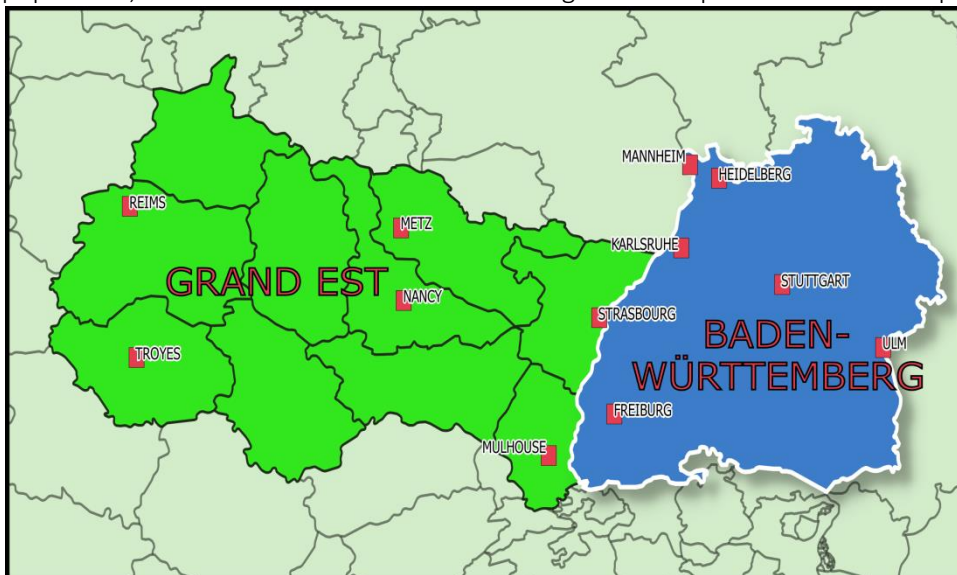 MANNHEIM
HEIDELBERG
REIMS
METZ
KARLSRUHE
GRAND EST
STUTTGART
NANCY
STRASBOURG
BADEN-
WÜRTTEMBERG
ULM
TROYES
FREIBURG
MULHOUSE